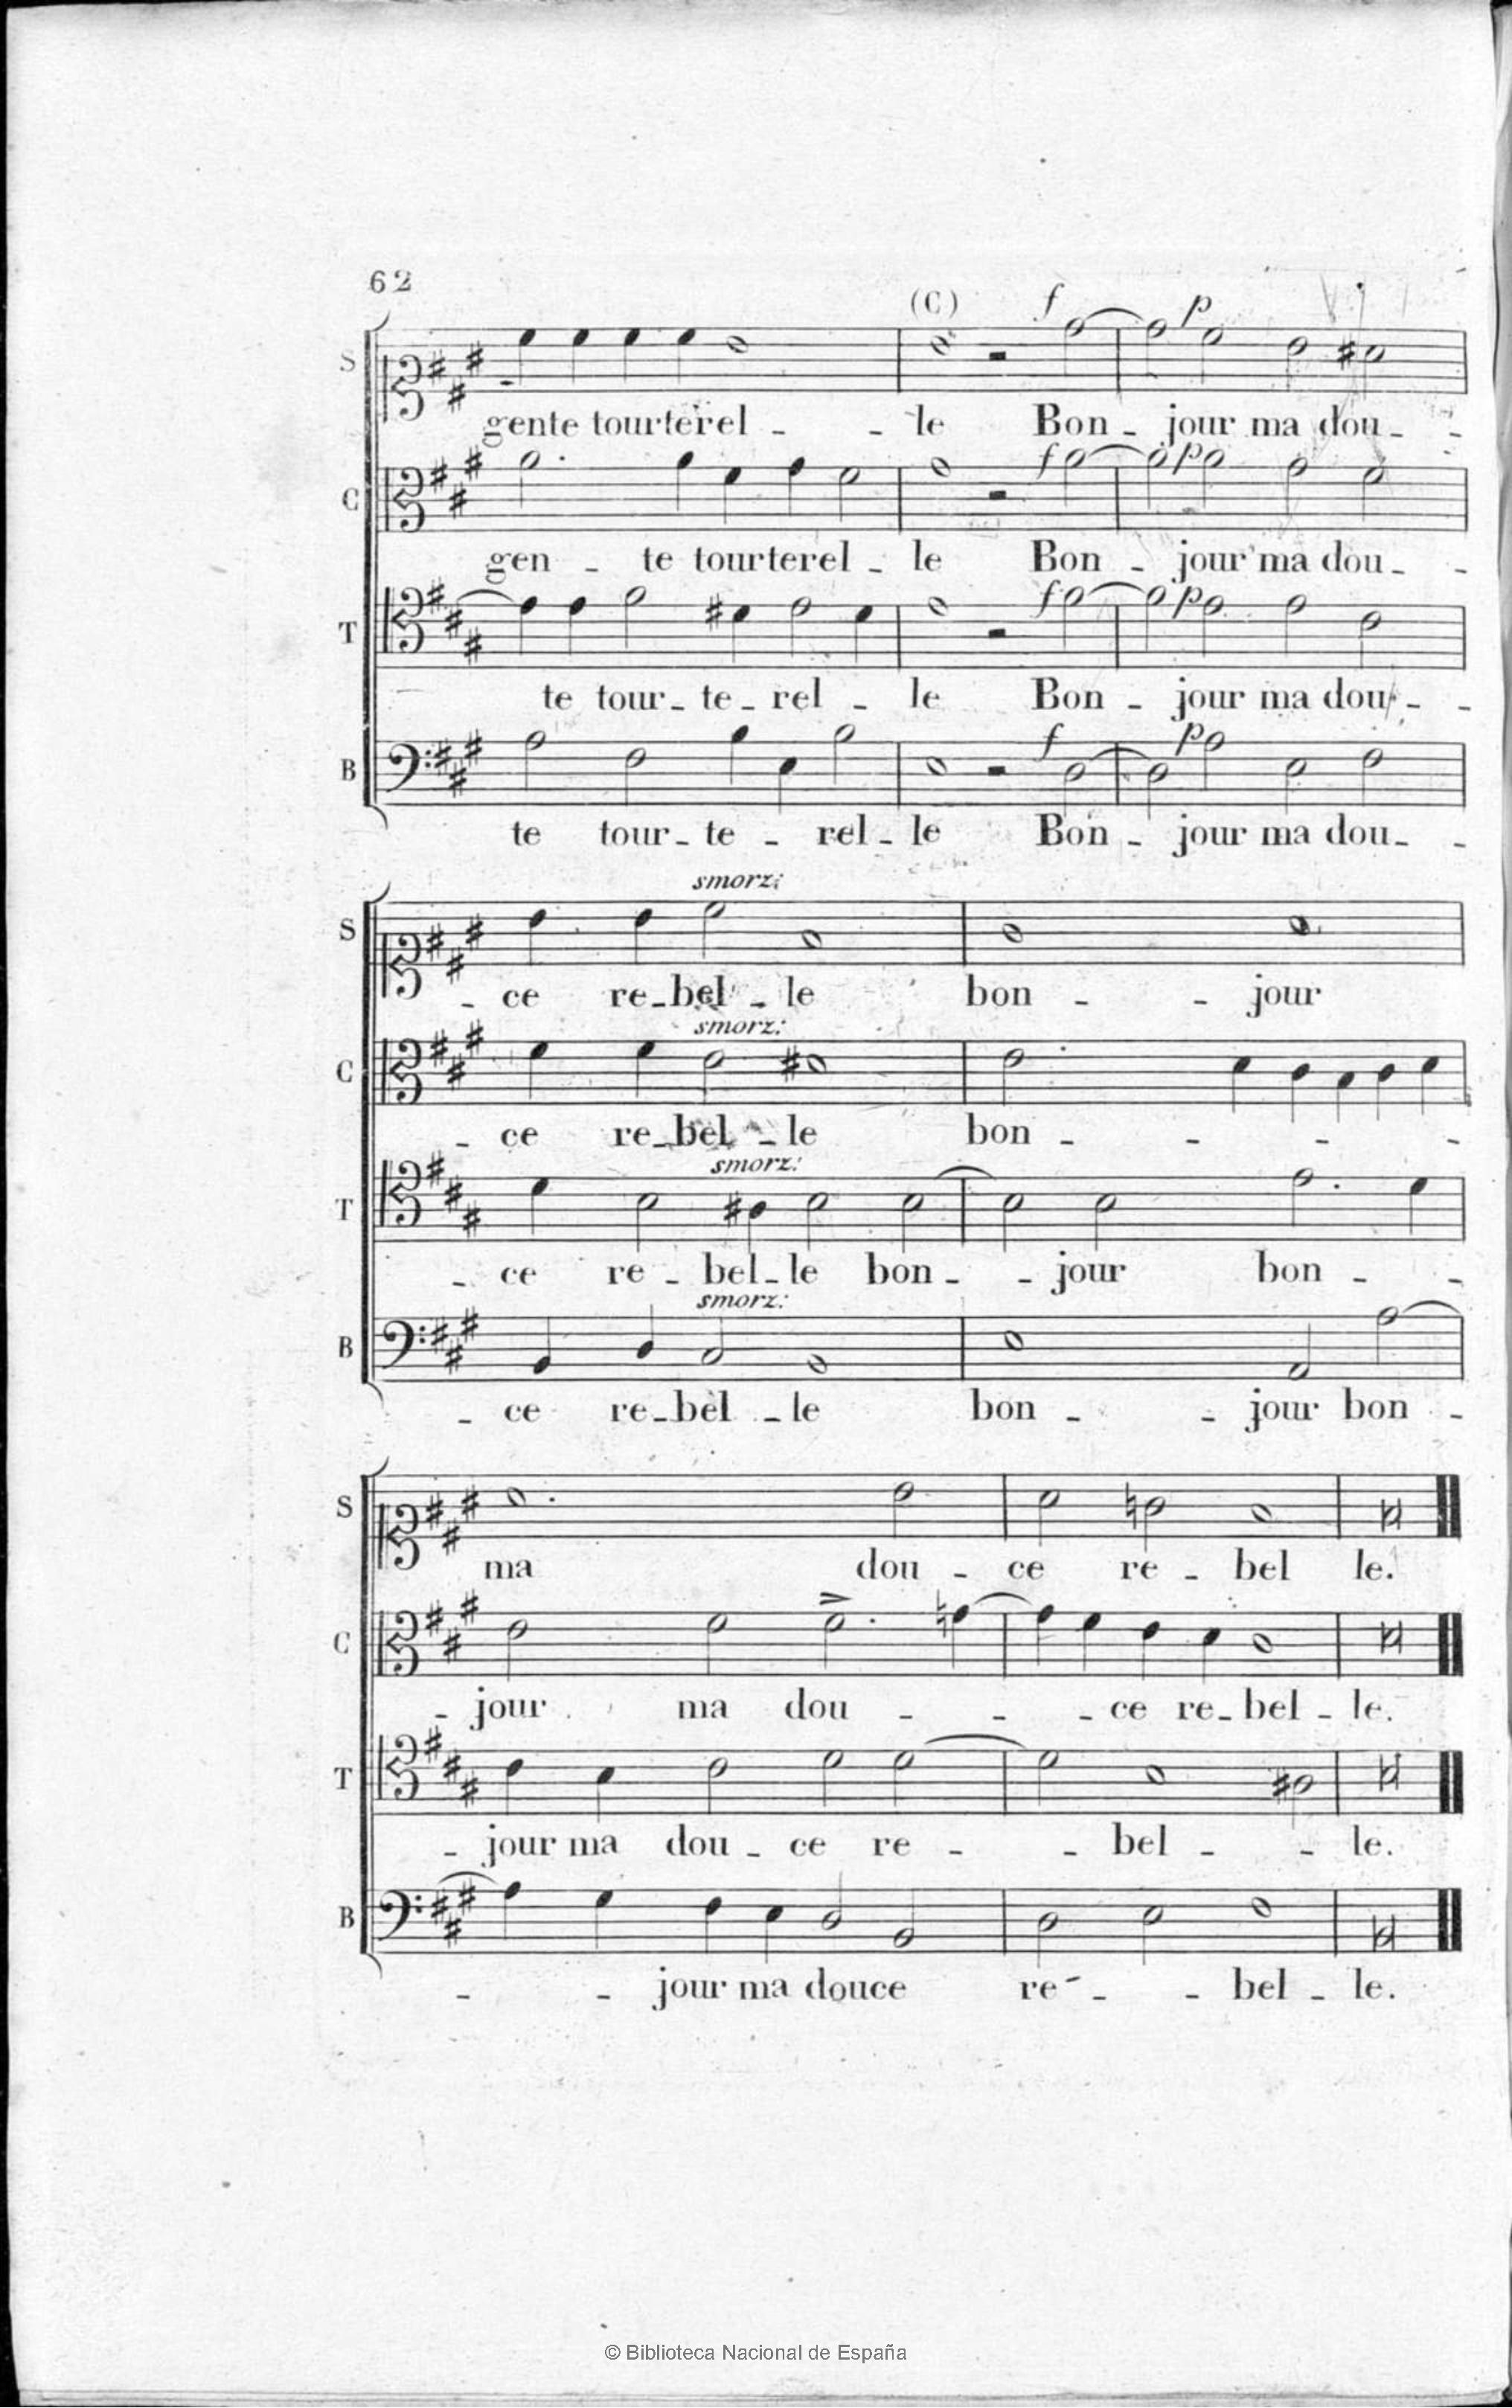 62
(C) f p
S
gente tourterel - - le Bon - jour ma dou - -
f p
C
gen - te tourterel - le Bon - jour ma dou - -
f p
T
te tour - te - rel - le Bon - jour ma dou - -
f p
B
te tour - te - rel - le Bon - jour ma dou - -
smorz:
S
- ce re - bel - le bon - - jour
smorz:
C
- ce re - bel - le bon - - - -
smorz:
T
- ce re - bel - le bon - - jour bon - -
smorz:
B
- ce re - bel - le bon - - jour bon -
S
ma dou - ce re - bel le.
C
- jour ma dou - - - ce re - bel - le.
T
- jour ma dou - ce re - - bel - - le.
B
- - jour ma douce re - - bel - le.
© Biblioteca Nacional de España